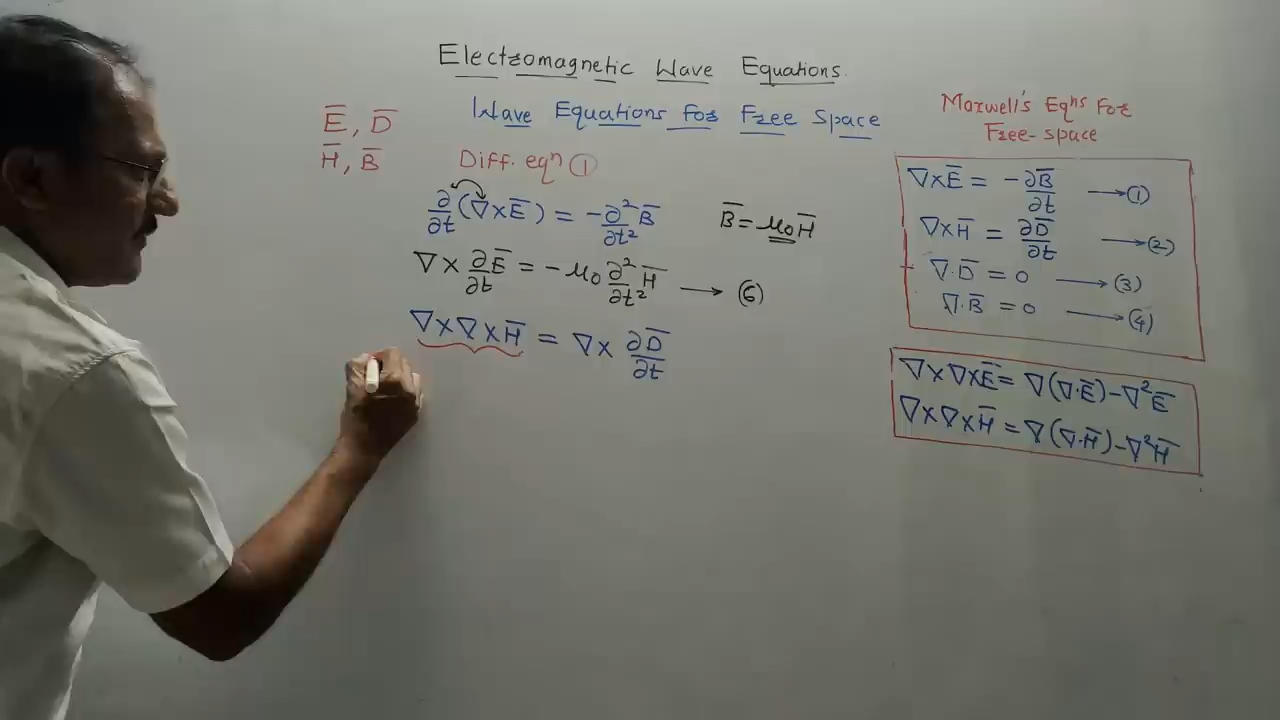 Electromagnetic Wave Equations.
Wave Equations For Free Space
E̅, D̅
H̅, B̅
Diff. eqⁿ ①
∂/∂t (∇×E̅) = -∂²B̅/∂t²
B̅ = μ₀H̅
∇ × ∂E̅/∂t = -μ₀ ∂²H̅/∂t² → (6)
∇×∇×H̅ = ∇× ∂D̅/∂t
Maxwell's Eqⁿs For
Free-space
∇×E̅ = -∂B̅/∂t → ①
∇×H̅ = ∂D̅/∂t → (2)
∇·D̅ = 0 → (3)
∇·B̅ = 0 → (4)
∇×∇×E̅ = ∇(∇·E̅)-∇²E̅
∇×∇×H̅ = ∇(∇·H̅)-∇²H̅